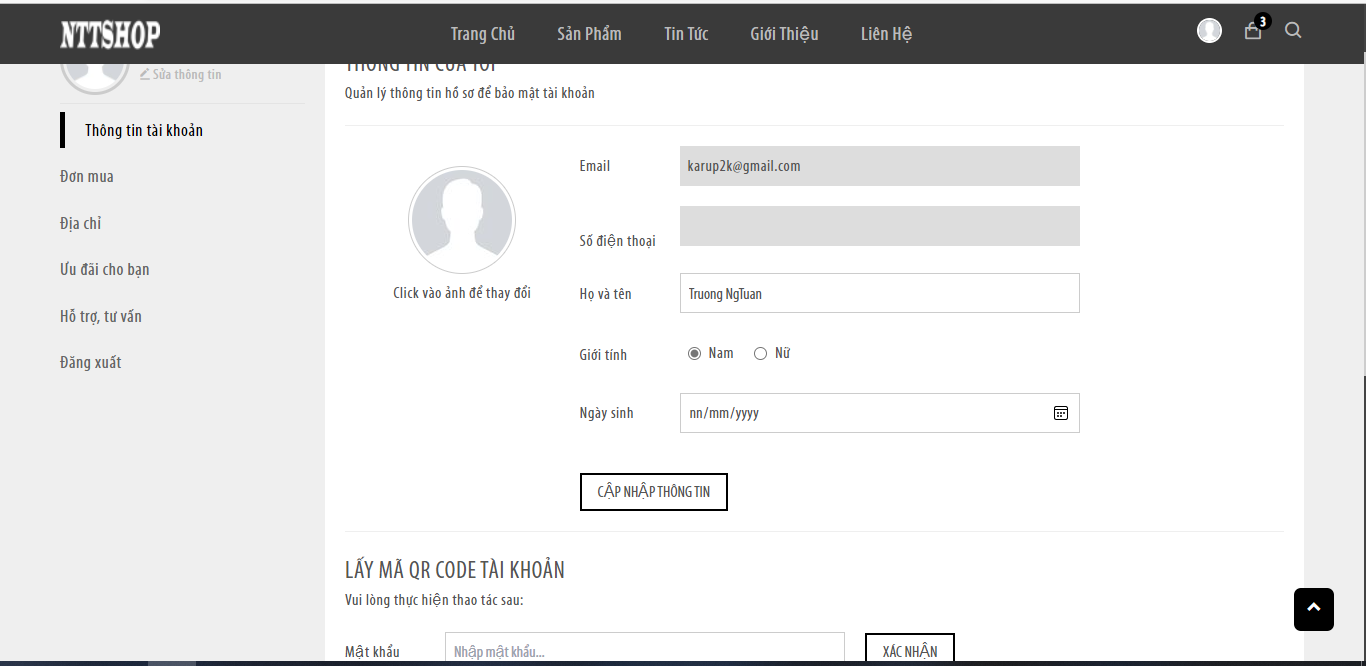 NTTSHOP
Trang Chủ
Sản Phẩm
Tin Tức
Giới Thiệu
Liên Hệ
3
Sửa thông tin
Thông tin tài khoản
Đơn mua
Địa chỉ
Ưu đãi cho bạn
Hỗ trợ, tư vấn
Đăng xuất
THÔNG TIN CỦA TÔI
Quản lý thông tin hồ sơ để bảo mật tài khoản
Click vào ảnh để thay đổi
Email
karup2k@gmail.com
Số điện thoại
Họ và tên
Truong NgTuan
Giới tính
Nam
Nữ
Ngày sinh
nn/mm/yyyy
CẬP NHẬP THÔNG TIN
LẤY MÃ QR CODE TÀI KHOẢN
Vui lòng thực hiện thao tác sau:
Mật khẩu
Nhập mật khẩu...
XÁC NHẬN